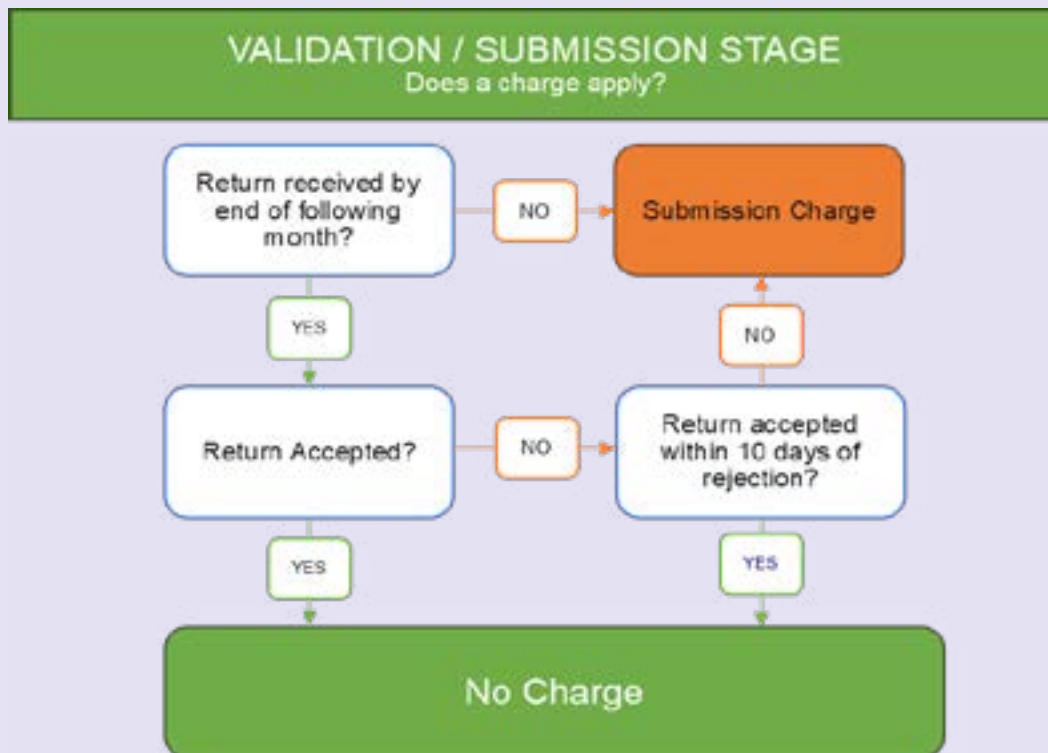 VALIDATION / SUBMISSION STAGE
Does a charge apply?
Return received by
end of following
month?
NO
Submission Charge
YES
NO
Return Accepted?
NO
Return accepted
within 10 days of
rejection?
YES
YES
No Charge